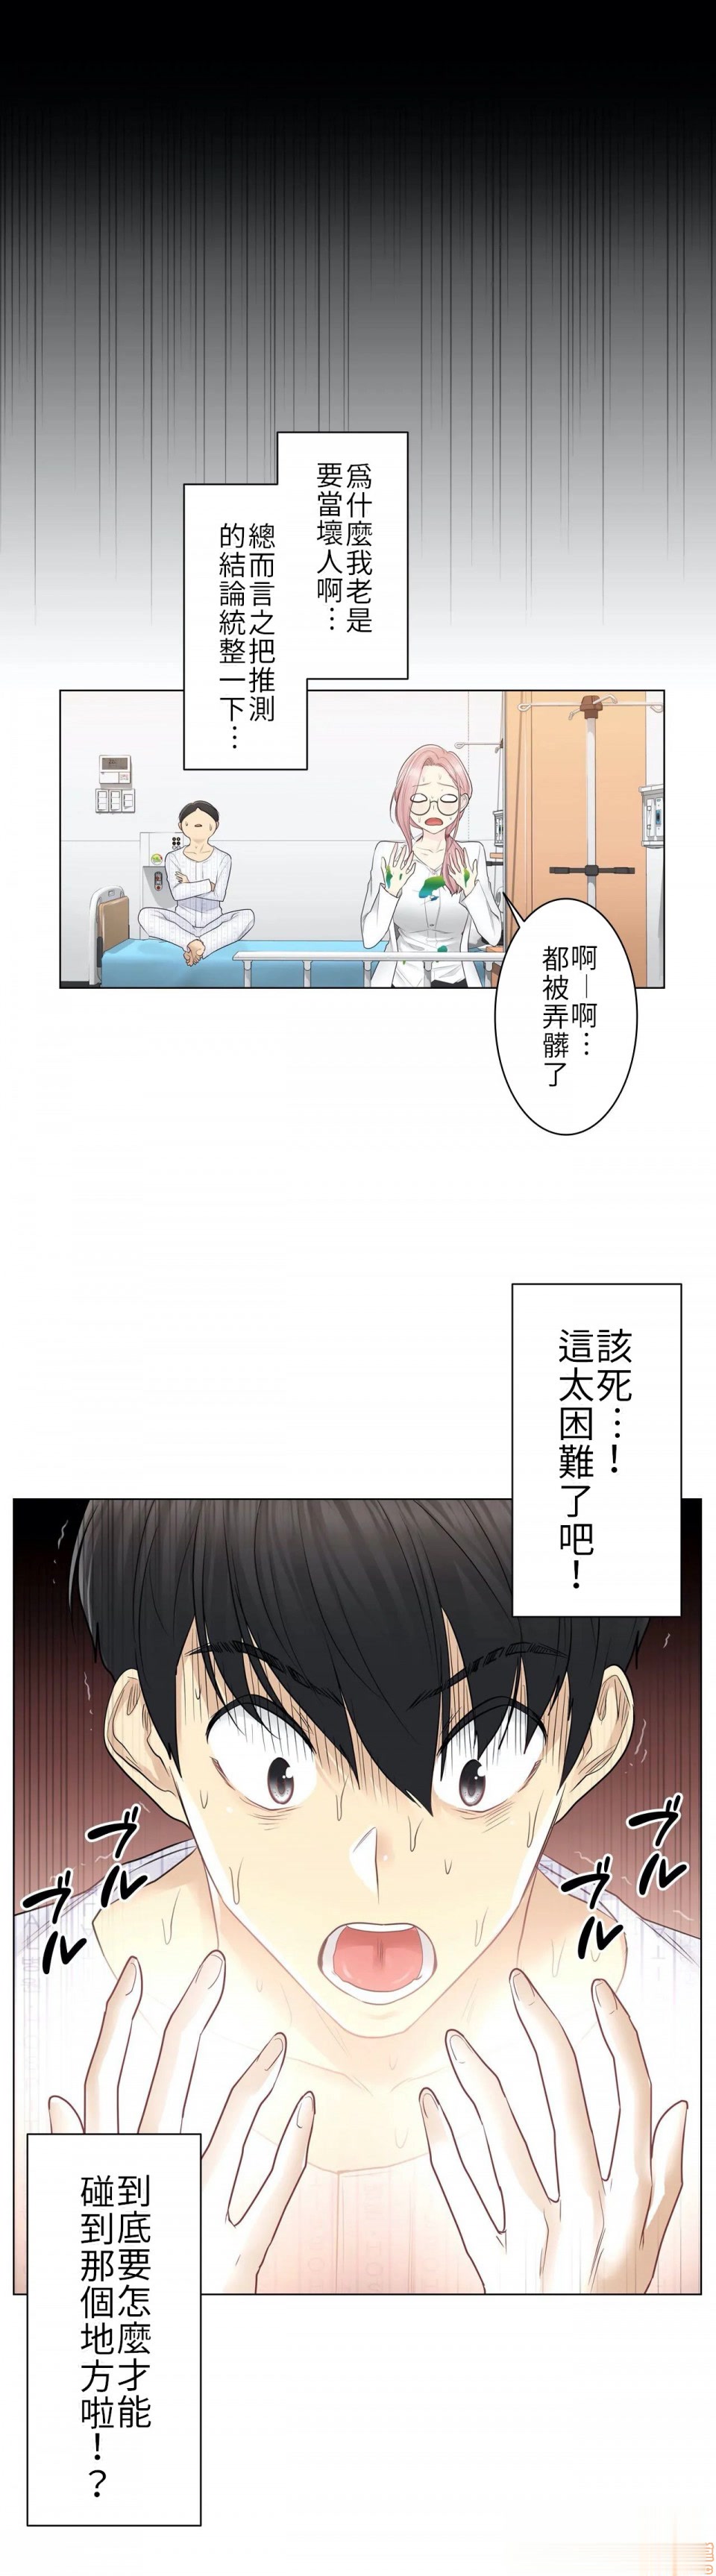 爲什麼我老是
要當壞人啊…
總而言之把推測
的結論統整一下…
啊—啊…
都被弄髒了
該死…！
這太困難了吧！
ブル
ブル
ブル
ブル
到底要怎麼才能
碰到那個地方啦！？